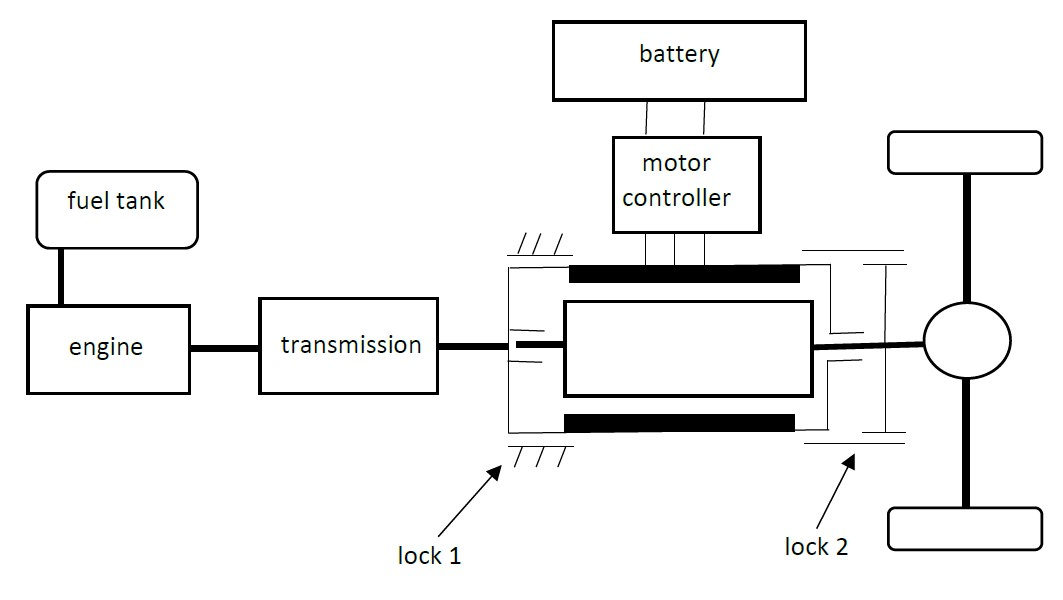 battery
motor
controller
fuel tank
engine
transmission
lock 1
lock 2